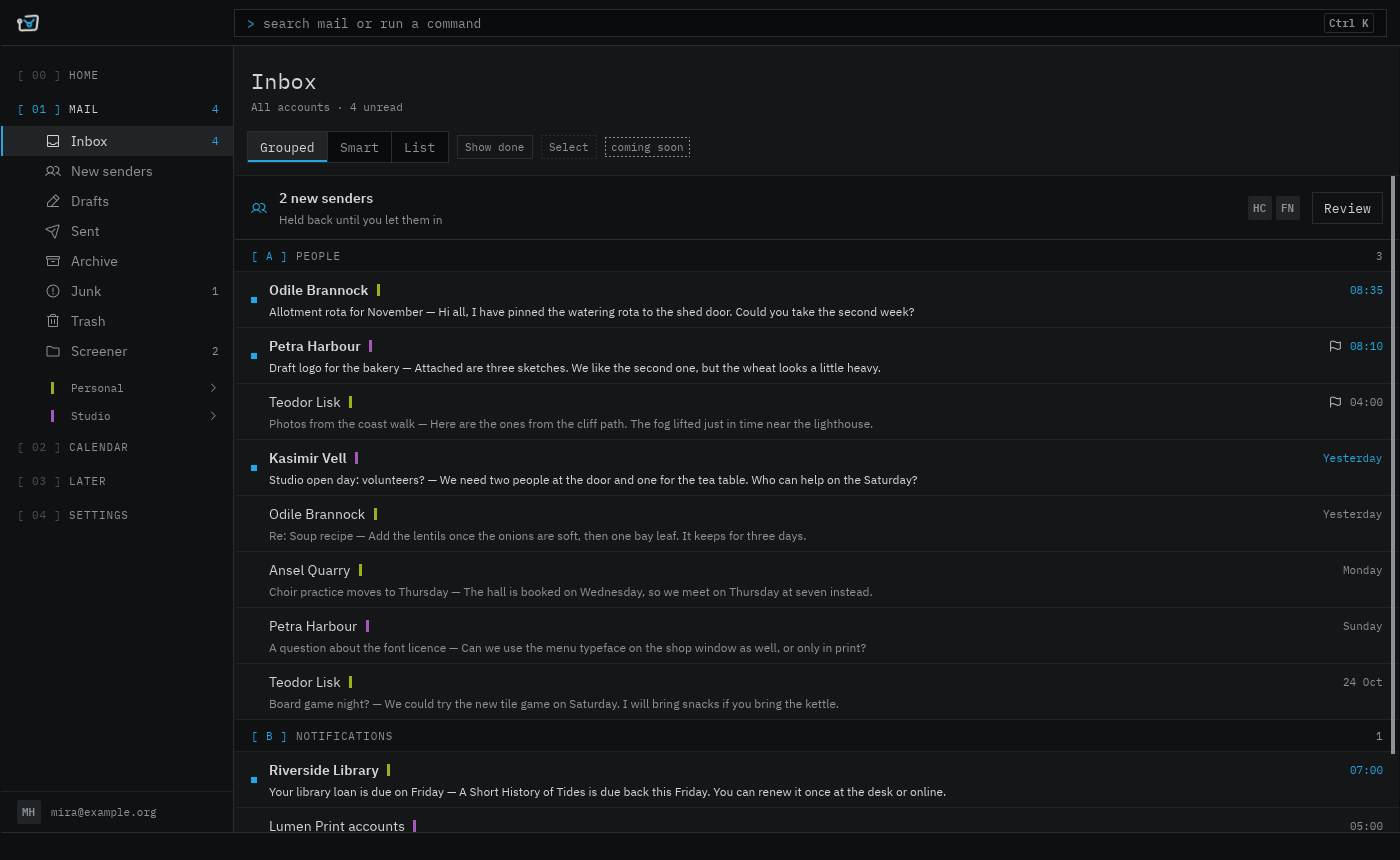 > search mail or run a command
Ctrl K
[ 00 ] HOME
[ 01 ] MAIL 4
Inbox 4
New senders
Drafts
Sent
Archive
Junk 1
Trash
Screener 2
Personal
Studio
[ 02 ] CALENDAR
[ 03 ] LATER
[ 04 ] SETTINGS
MH mira@example.org
Inbox
All accounts · 4 unread
Grouped Smart List Show done Select coming soon
2 new senders
Held back until you let them in
HC FN Review
[ A ] PEOPLE 3
Odile Brannock 08:35
Allotment rota for November — Hi all, I have pinned the watering rota to the shed door. Could you take the second week?
Petra Harbour 08:10
Draft logo for the bakery — Attached are three sketches. We like the second one, but the wheat looks a little heavy.
Teodor Lisk 04:00
Photos from the coast walk — Here are the ones from the cliff path. The fog lifted just in time near the lighthouse.
Kasimir Vell Yesterday
Studio open day: volunteers? — We need two people at the door and one for the tea table. Who can help on the Saturday?
Odile Brannock Yesterday
Re: Soup recipe — Add the lentils once the onions are soft, then one bay leaf. It keeps for three days.
Ansel Quarry Monday
Choir practice moves to Thursday — The hall is booked on Wednesday, so we meet on Thursday at seven instead.
Petra Harbour Sunday
A question about the font licence — Can we use the menu typeface on the shop window as well, or only in print?
Teodor Lisk 24 Oct
Board game night? — We could try the new tile game on Saturday. I will bring snacks if you bring the kettle.
[ B ] NOTIFICATIONS 1
Riverside Library 07:00
Your library loan is due on Friday — A Short History of Tides is due back this Friday. You can renew it once at the desk or online.
Lumen Print accounts 05:00